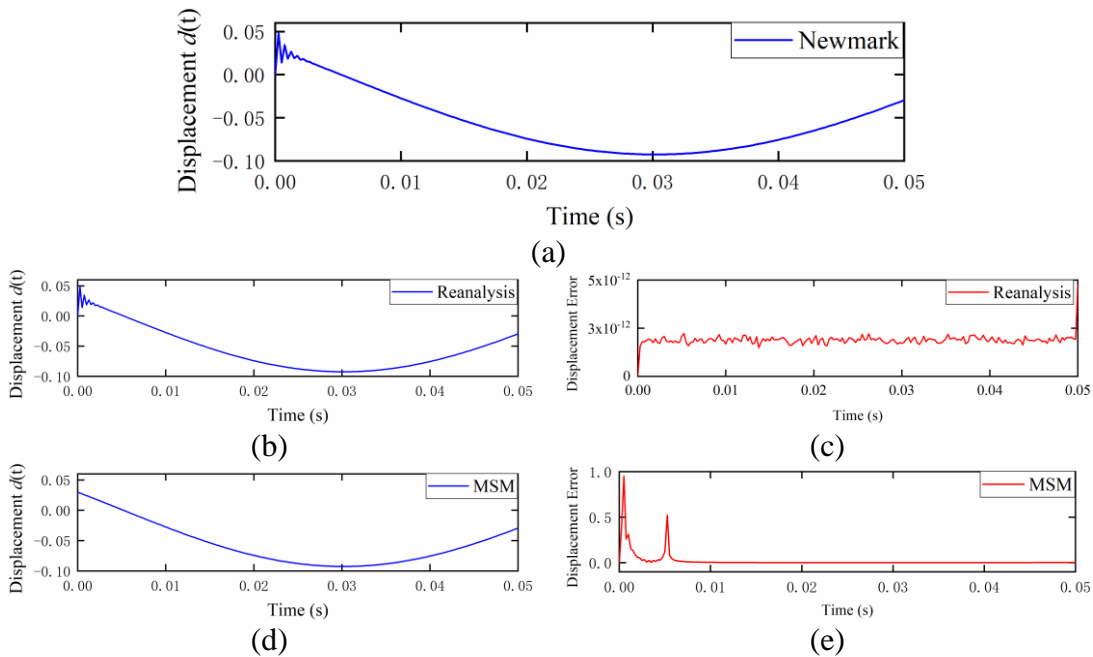 Displacement d(t)
0.05
0.00
-0.05
-0.10
Newmark
0.00 0.01 0.02 0.03 0.04 0.05
Time (s)
(a)
Displacement d(t)
0.05
0.00
-0.05
-0.10
Reanalysis
0.00 0.01 0.02 0.03 0.04 0.05
Time (s)
(b)
Displacement Error
5x10-12
3x10-12
0
Reanalysis
0.00 0.01 0.02 0.03 0.04 0.05
Time (s)
(c)
Displacement d(t)
0.05
0.00
-0.05
-0.10
MSM
0.00 0.01 0.02 0.03 0.04 0.05
Time (s)
(d)
Displacement Error
1.0
0.5
0.0
MSM
0.00 0.01 0.02 0.03 0.04 0.05
Time (s)
(e)